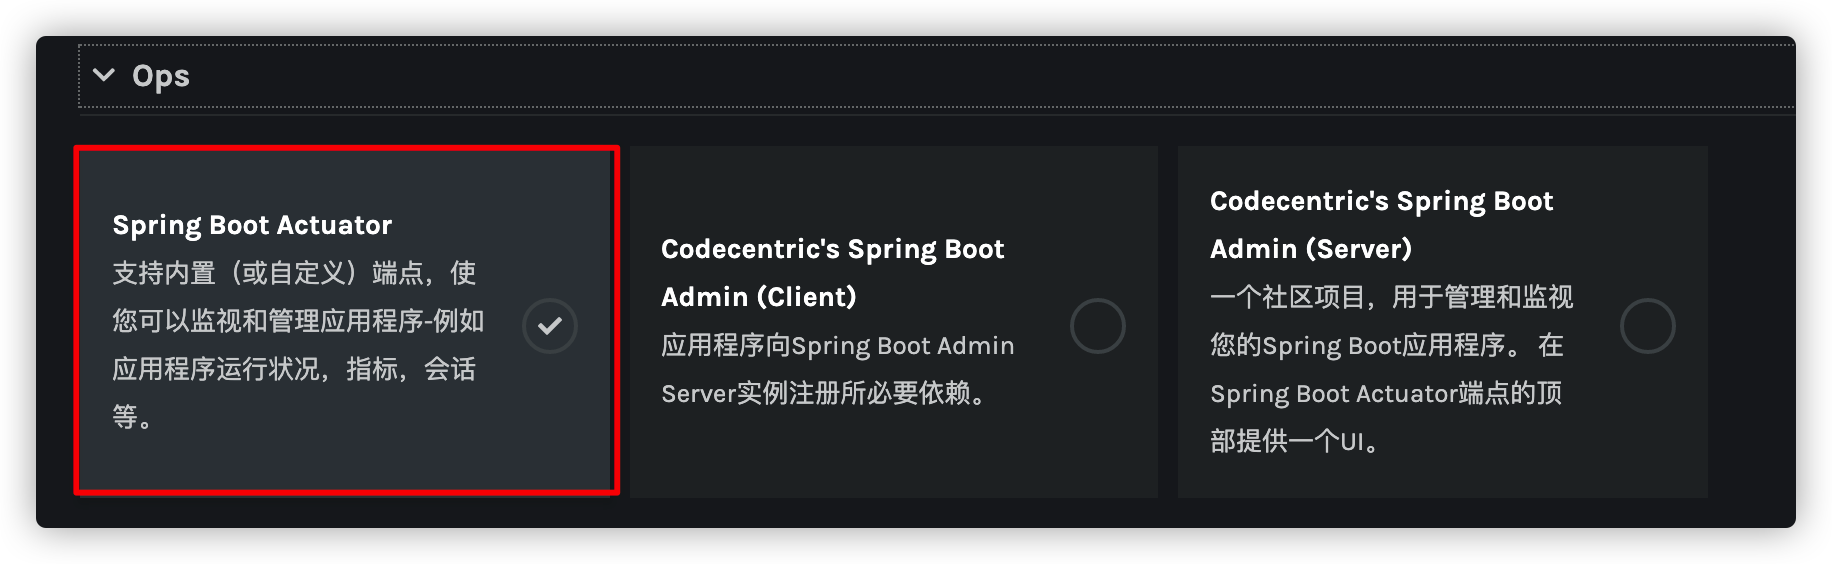 Ops
Spring Boot Actuator
支持内置（或自定义）端点，使
您可以监视和管理应用程序-例如
应用程序运行状况，指标，会话
等。
Codecentric's Spring Boot
Admin (Client)
应用程序向Spring Boot Admin
Server实例注册所必要依赖。
Codecentric's Spring Boot
Admin (Server)
一个社区项目，用于管理和监视
您的Spring Boot应用程序。 在
Spring Boot Actuator端点的顶
部提供一个UI。